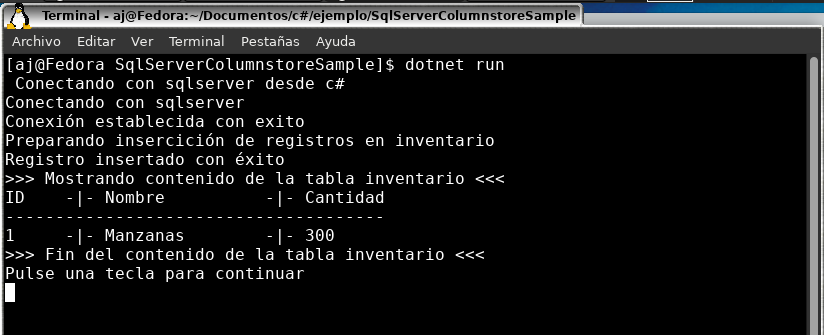 Terminal - aj@Fedora:~/Documentos/c#/ejemplo/SqlServerColumnstoreSample
Archivo Editar Ver Terminal Pestañas Ayuda
[aj@Fedora SqlServerColumnstoreSample]$ dotnet run
 Conectando con sqlserver desde c#
Conectando con sqlserver
Conexión establecida con exito
Preparando insercición de registros en inventario
Registro insertado con éxito
>>> Mostrando contenido de la tabla inventario <<<
ID    -|- Nombre          -|- Cantidad
--------------------------------------
1     -|- Manzanas        -|- 300
>>> Fin del contenido de la tabla inventario <<<
Pulse una tecla para continuar